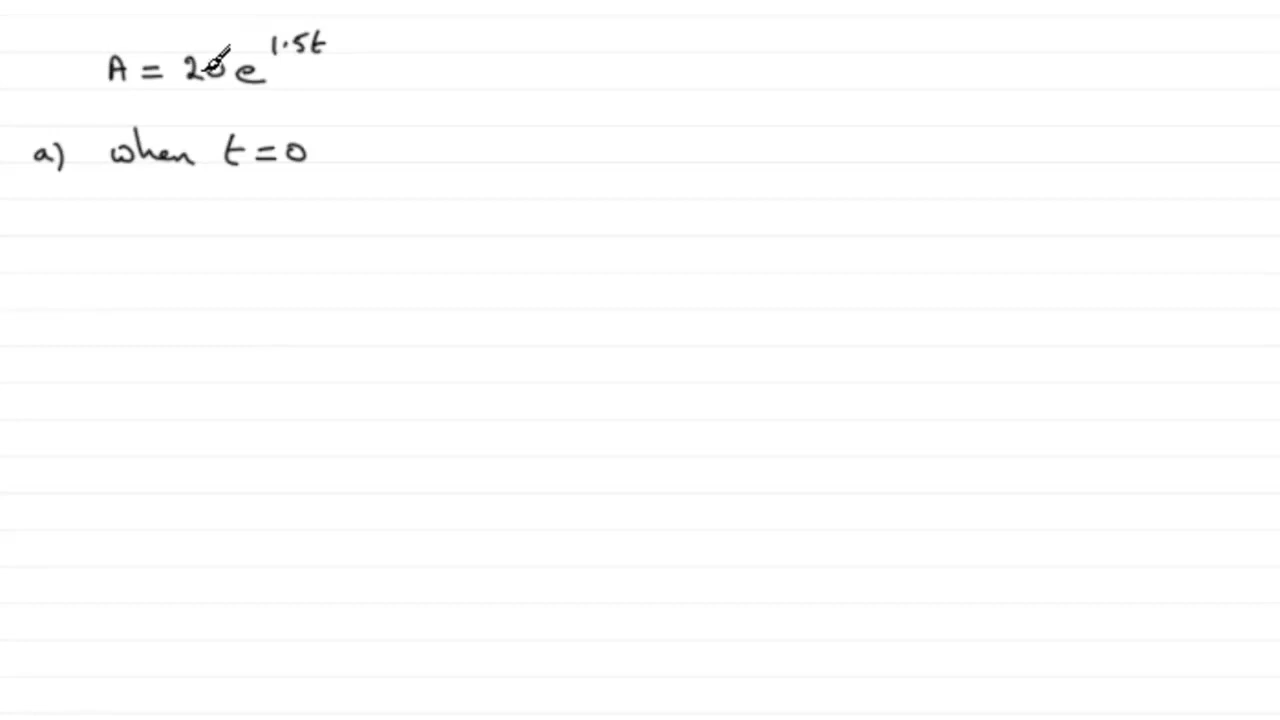 A = 20e^{1.5t}
a) when t = 0